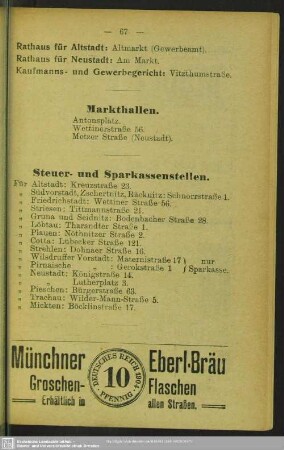 — 67 —
Rathaus für Altstadt: Altmarkt (Gewerbeamt).
Rathaus für Neustadt: Am Markt.
Kaufmanns- und Gewerbegericht: Vitzthumstraße.
Markthallen.
Antonsplatz.
Wettinerstraße 56.
Metzer Straße (Neustadt).
Steuer- und Sparkassenstellen.
Für Altstadt: Kreuzstraße 23.
„ Südvorstadt, Zschertnitz, Räcknitz: Schnorrstraße 1.
„ Friedrichstadt: Wettiner Straße 56.
„ Striesen: Tittmannstraße 21.
„ Gruna und Seidnitz: Bodenbacher Straße 28.
„ Löbtau: Tharandter Straße 1.
„ Plauen: Nöthnitzer Straße 2.
„ Cotta: Lübecker Straße 121.
„ Strehlen: Dohnaer Straße 16.
„ Wilsdruffer Vorstadt: Maternistraße 17 } nur
„ Pirnaische „ : Gerokstraße 1 } Sparkasse.
„ Neustadt: Königstraße 14.
„ „ Lutherplatz 3.
„ Pieschen: Bürgerstraße 63.
„ Trachau: Wilder-Mann-Straße 5.
„ Mickten: Böcklinstraße 17.
Münchner Eberl-Bräu
Groschen- Flaschen
Erhältlich in allen Straßen.
DEUTSCHES REICH 1904
10
PFENNIG